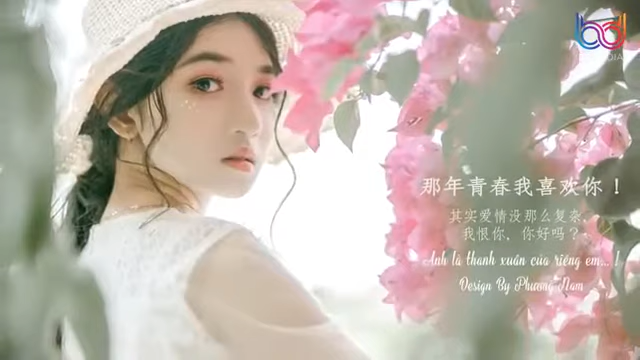 那年青春我喜欢你！
其实爱情没那么复杂,
我恨你, 你好吗？
Anh là thanh xuân của riêng em... !
Design By Phương Nam